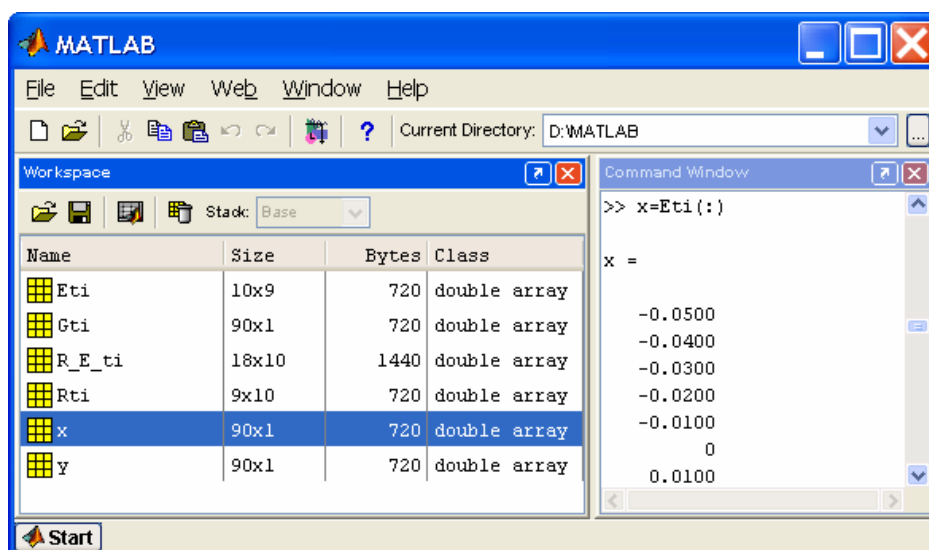 MATLAB
File Edit View Web Window Help
? Current Directory: D:\MATLAB ...
Workspace
Stack: Base
Name Size Bytes Class
Eti 10x9 720 double array
Gti 90x1 720 double array
R_E_ti 18x10 1440 double array
Rti 9x10 720 double array
x 90x1 720 double array
y 90x1 720 double array
Command Window
>> x=Eti(:)
x =
-0.0500
-0.0400
-0.0300
-0.0200
-0.0100
0
0.0100
Start